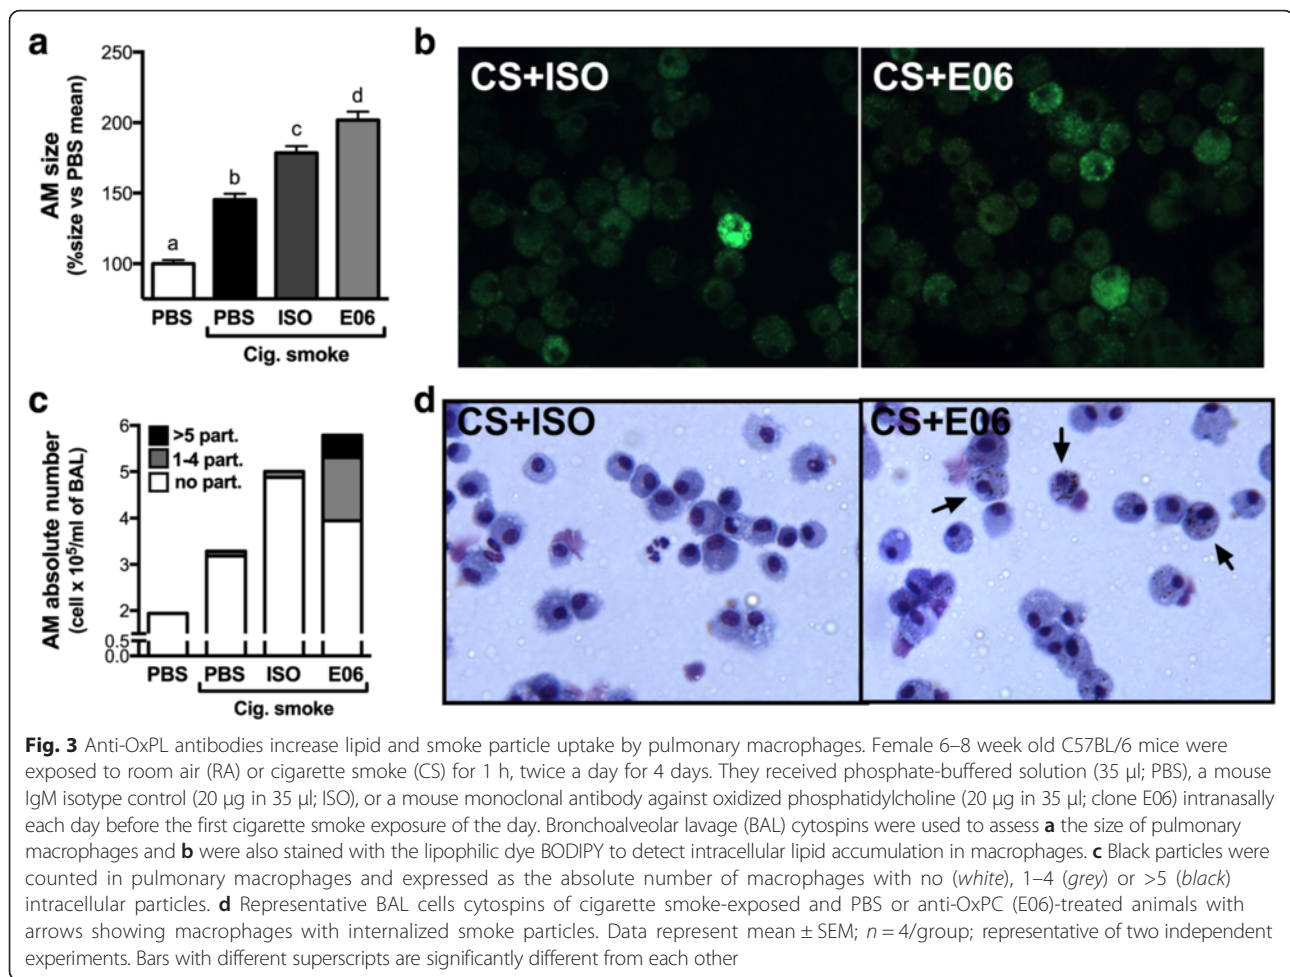 a
250
200
150
100
AM size
(%size vs PBS mean)
a
b
c
d
PBS
PBS
ISO
E06
Cig. smoke
b
CS+ISO
CS+E06
c
6
5
4
3
2
0.5
0.0
AM absolute number
(cell x 10⁵/ml of BAL)
>5 part.
1-4 part.
no part.
PBS
PBS
ISO
E06
Cig. smoke
d
CS+ISO
CS+E06
Fig. 3 Anti-OxPL antibodies increase lipid and smoke particle uptake by pulmonary macrophages. Female 6–8 week old C57BL/6 mice were
exposed to room air (RA) or cigarette smoke (CS) for 1 h, twice a day for 4 days. They received phosphate-buffered solution (35 μl; PBS), a mouse
IgM isotype control (20 μg in 35 μl; ISO), or a mouse monoclonal antibody against oxidized phosphatidylcholine (20 μg in 35 μl; clone E06) intranasally
each day before the first cigarette smoke exposure of the day. Bronchoalveolar lavage (BAL) cytospins were used to assess a the size of pulmonary
macrophages and b were also stained with the lipophilic dye BODIPY to detect intracellular lipid accumulation in macrophages. c Black particles were
counted in pulmonary macrophages and expressed as the absolute number of macrophages with no (white), 1–4 (grey) or >5 (black)
intracellular particles. d Representative BAL cells cytospins of cigarette smoke-exposed and PBS or anti-OxPC (E06)-treated animals with
arrows showing macrophages with internalized smoke particles. Data represent mean ± SEM; n = 4/group; representative of two independent
experiments. Bars with different superscripts are significantly different from each other